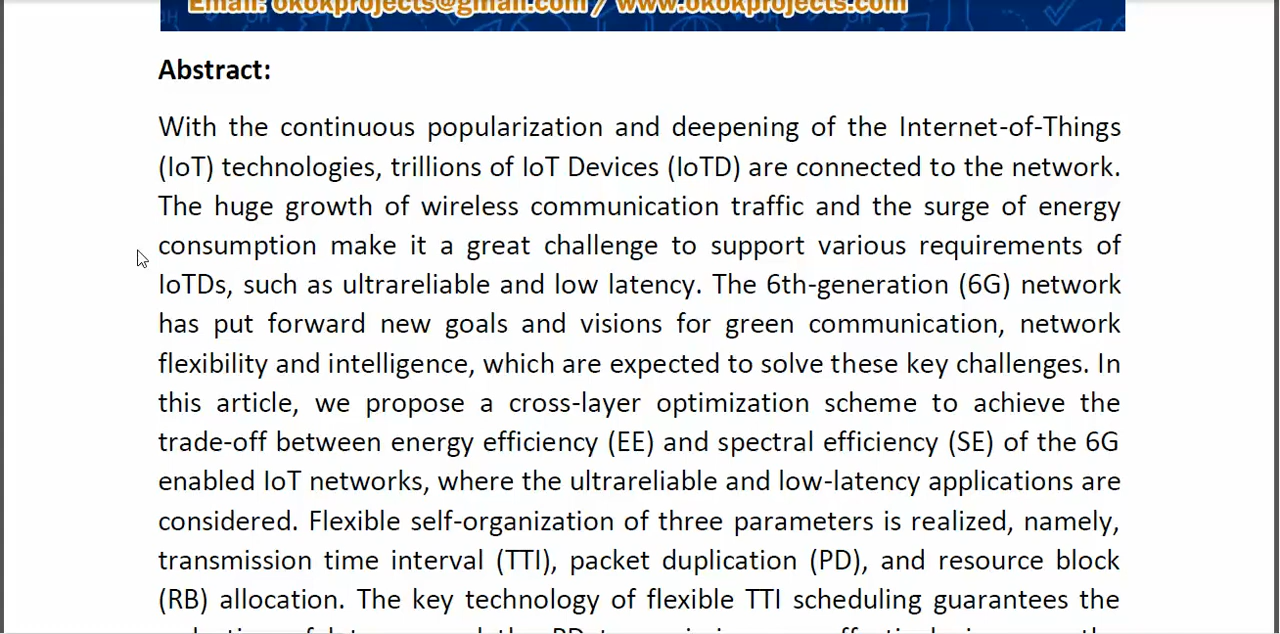 Email: okokprojects@gmail.com / www.okokprojects.com
Abstract:
With the continuous popularization and deepening of the Internet-of-Things
(IoT) technologies, trillions of IoT Devices (IoTD) are connected to the network.
The huge growth of wireless communication traffic and the surge of energy
consumption make it a great challenge to support various requirements of
IoTDs, such as ultrareliable and low latency. The 6th-generation (6G) network
has put forward new goals and visions for green communication, network
flexibility and intelligence, which are expected to solve these key challenges. In
this article, we propose a cross-layer optimization scheme to achieve the
trade-off between energy efficiency (EE) and spectral efficiency (SE) of the 6G
enabled IoT networks, where the ultrareliable and low-latency applications are
considered. Flexible self-organization of three parameters is realized, namely,
transmission time interval (TTI), packet duplication (PD), and resource block
(RB) allocation. The key technology of flexible TTI scheduling guarantees the